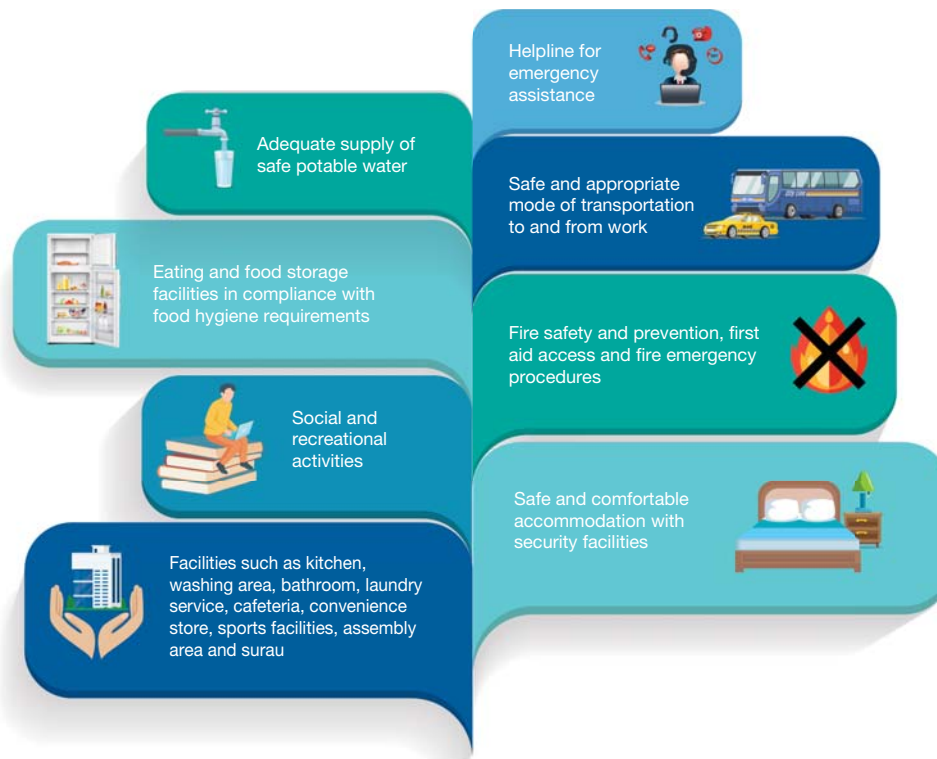 Helpline for
emergency
assistance
Adequate supply of
safe potable water
Safe and appropriate
mode of transportation
to and from work
Eating and food storage
facilities in compliance with
food hygiene requirements
Fire safety and prevention, first
aid access and fire emergency
procedures
Social and
recreational
activities
Safe and comfortable
accommodation with
security facilities
Facilities such as kitchen,
washing area, bathroom, laundry
service, cafeteria, convenience
store, sports facilities, assembly
area and surau